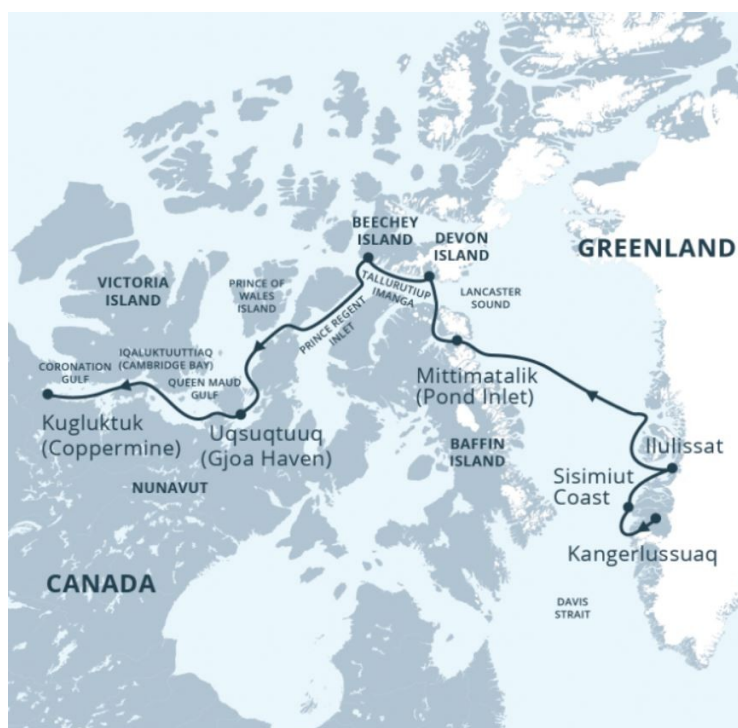 BEECHEY
ISLAND
DEVON
ISLAND
GREENLAND
VICTORIA
ISLAND
PRINCE OF
WALES
ISLAND
TALLURUTIUP
IMANGA
LANCASTER
SOUND
PRINCE REGENT
INLET
IQALUKTUUTTIAQ
(CAMBRIDGE BAY)
CORONATION
GULF
QUEEN MAUD
GULF
Mittimatalik
(Pond Inlet)
Kugluktuk
(Coppermine)
Uqsuqtuuq
(Gjoa Haven)
BAFFIN
ISLAND
Ilulissat
Sisimiut
Coast
NUNAVUT
Kangerlussuaq
CANADA
DAVIS
STRAIT